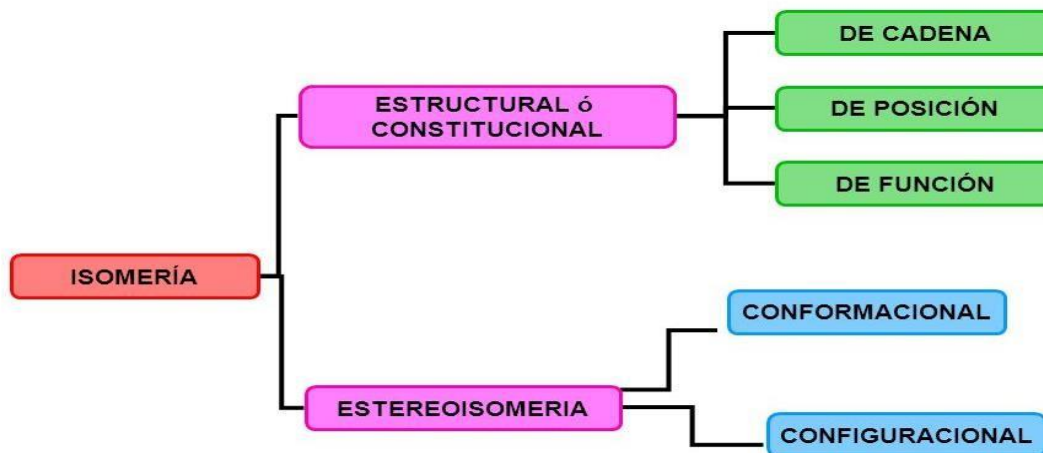 DE CADENA
ESTRUCTURAL ó
CONSTITUCIONAL
DE POSICIÓN
DE FUNCIÓN
ISOMERÍA
CONFORMACIONAL
ESTEREOISOMERIA
CONFIGURACIONAL